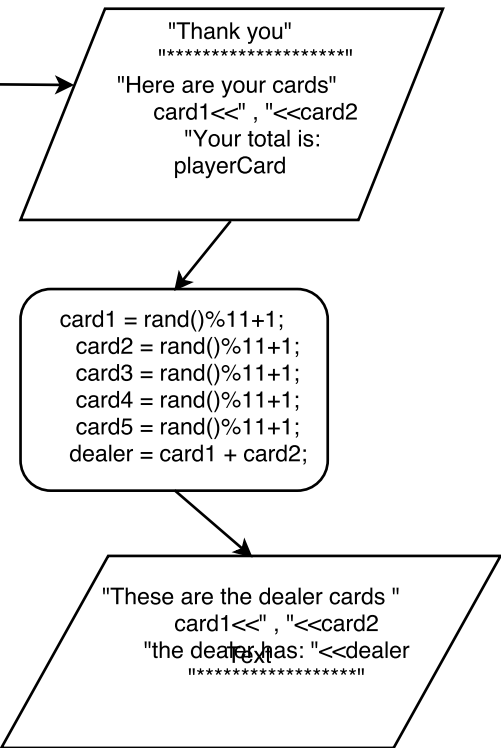 "Thank you"
"********************"
"Here are your cards"
card1<<" , "<<card2
"Your total is:
playerCard
card1 = rand()%11+1;
card2 = rand()%11+1;
card3 = rand()%11+1;
card4 = rand()%11+1;
card5 = rand()%11+1;
dealer = card1 + card2;
"These are the dealer cards "
card1<<" , "<<card2
"the dealer has: "<<dealer
Text
"******************"